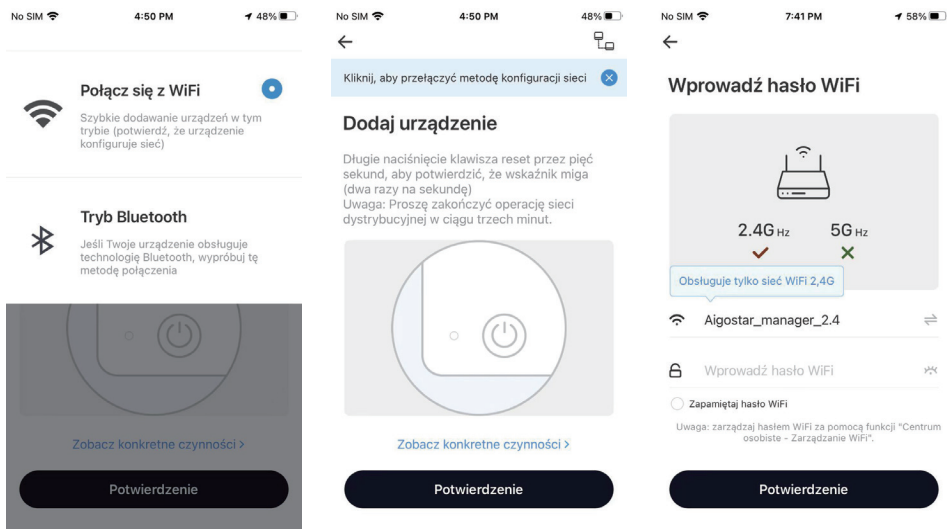 No SIM 4:50 PM 48%
Połącz się z WiFi
Szybkie dodawanie urządzeń w tym
trybie (potwierdź, że urządzenie
konfiguruje sieć)
Tryb Bluetooth
Jeśli Twoje urządzenie obsługuje
technologię Bluetooth, wypróbuj tę
metodę połączenia
Zobacz konkretne czynności >
Potwierdzenie
No SIM 4:50 PM 48%
Kliknij, aby przełączyć metodę konfiguracji sieci
Dodaj urządzenie
Długie naciśnięcie klawisza reset przez pięć
sekund, aby potwierdzić, że wskaźnik miga
(dwa razy na sekundę)
Uwaga: Proszę zakończyć operację sieci
dystrybucyjnej w ciągu trzech minut.
Zobacz konkretne czynności >
Potwierdzenie
No SIM 7:41 PM 58%
Wprowadź hasło WiFi
2.4G Hz 5G Hz
Obsługuje tylko sieć WiFi 2,4G
Aigostar_manager_2.4
Wprowadź hasło WiFi
Zapamiętaj hasło WiFi
Uwaga: zarządzaj hasłem WiFi za pomocą funkcji "Centrum
osobiste - Zarządzanie WiFi".
Potwierdzenie